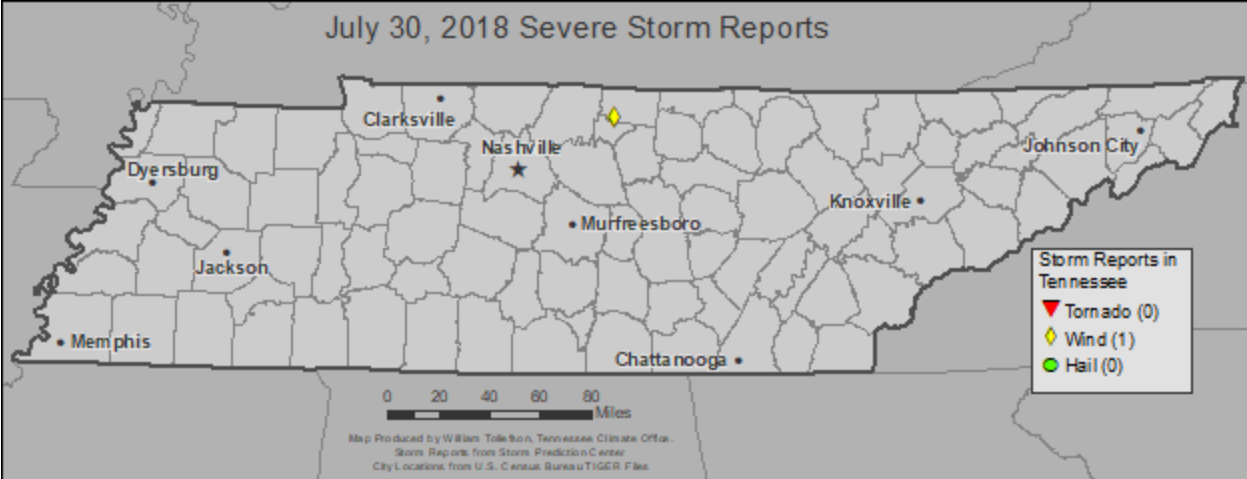 July 30, 2018 Severe Storm Reports
Clarksville
Nashville
Johnson City
Dyersburg
Knoxville
Murfreesboro
Jackson
Storm Reports in
Tennessee
Tornado (0)
Wind (1)
Hail (0)
Memphis
Chattanooga
0 20 40 60 80
Miles
Map Produced by William Tollefson, Tennessee Climate Office.
Storm Reports from Storm Prediction Center
City Locations from U.S. Census Bureau TIGER Files